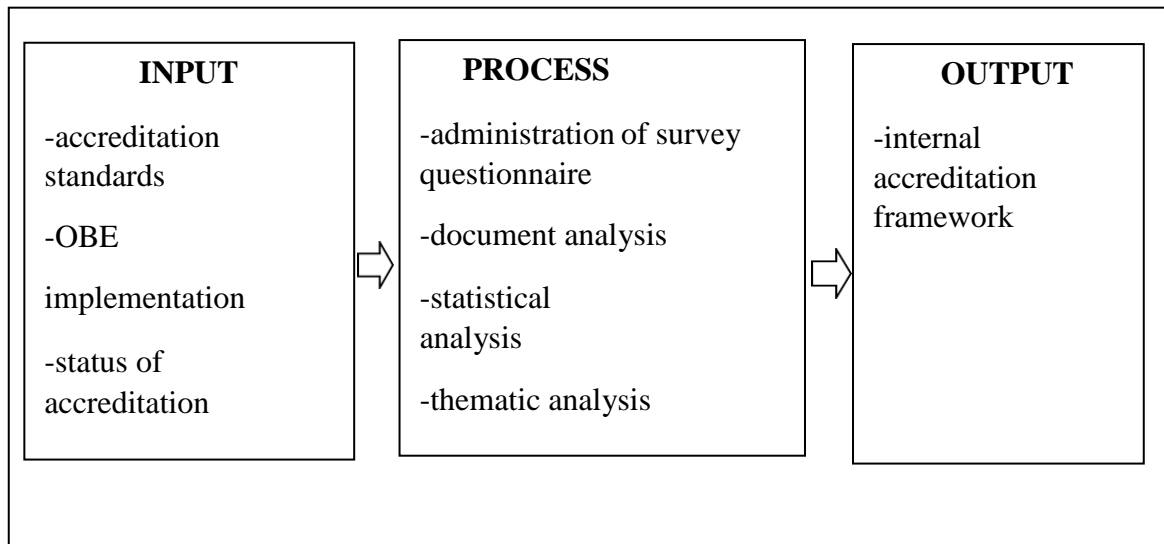 INPUT
-accreditation
standards
-OBE
implementation
-status of
accreditation
PROCESS
-administration of survey
questionnaire
-document analysis
-statistical
analysis
-thematic analysis
OUTPUT
-internal
accreditation
framework